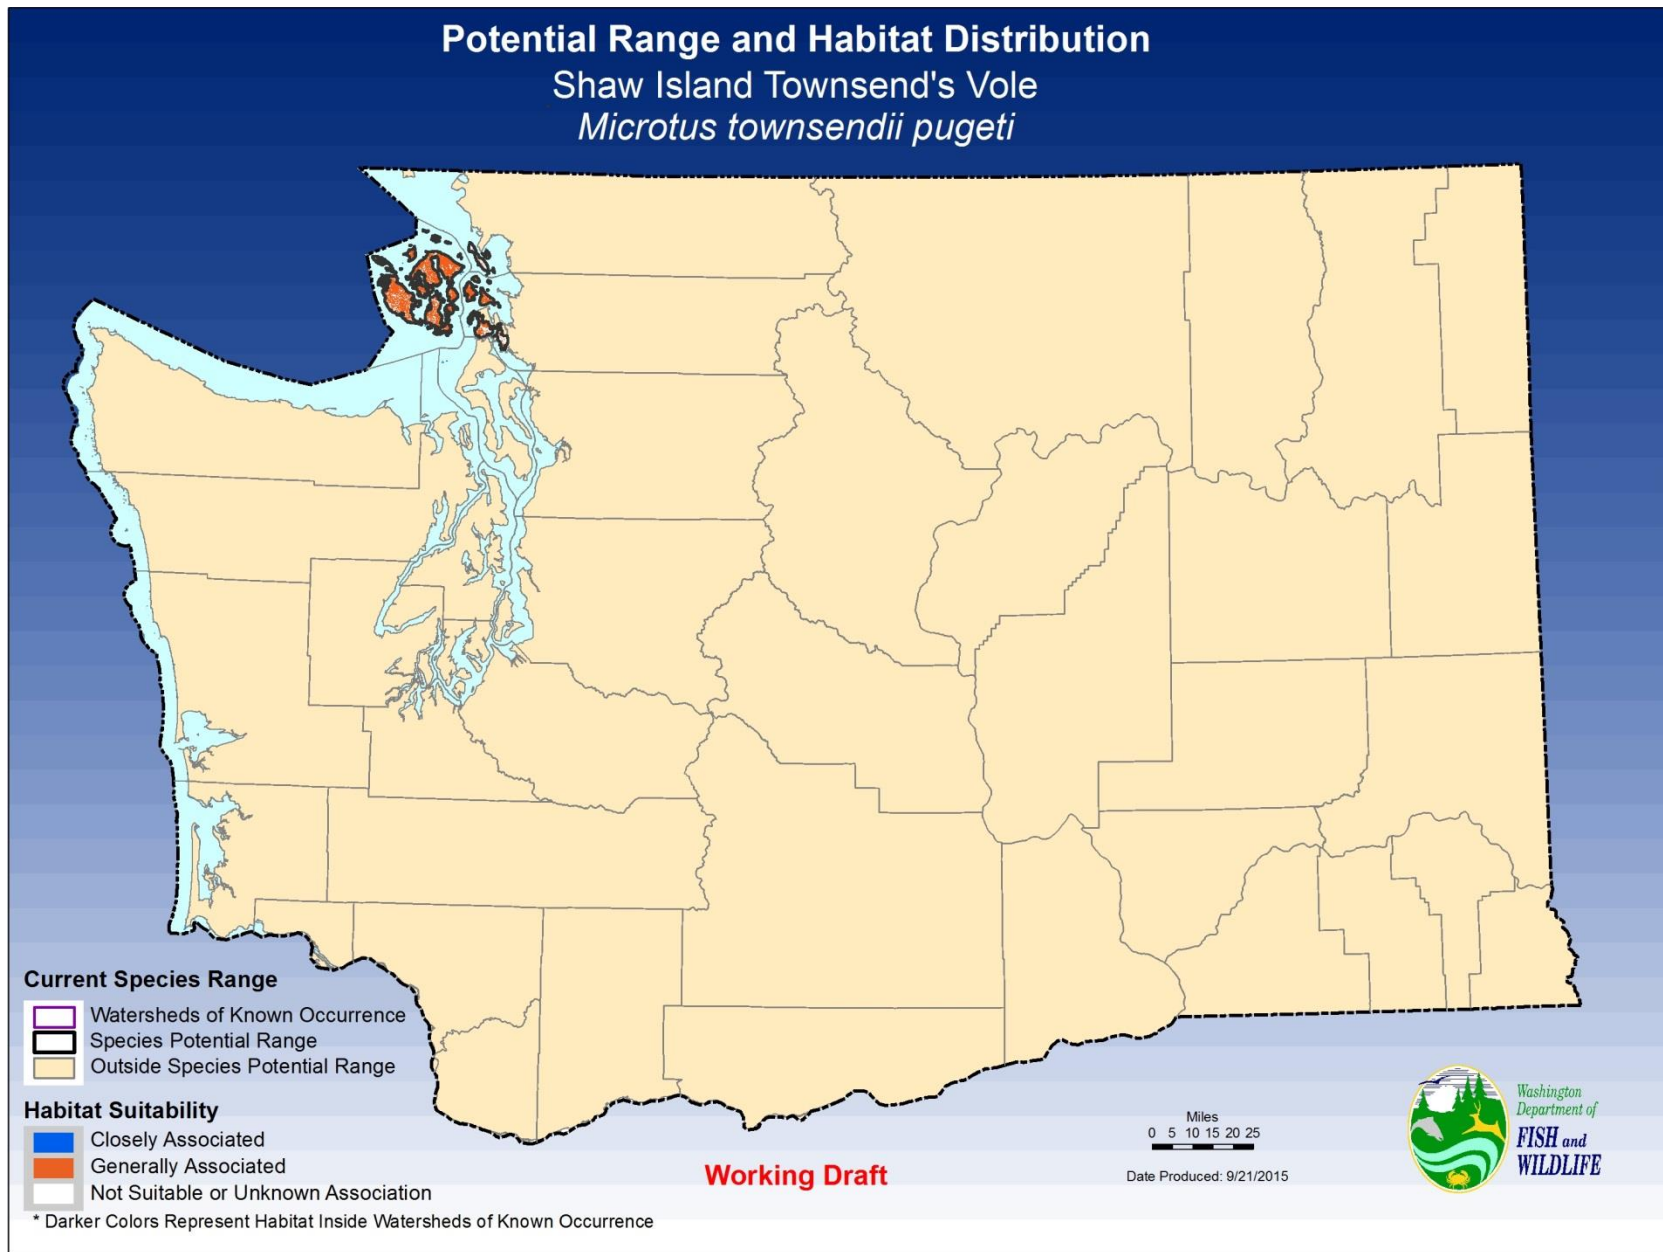 Potential Range and Habitat Distribution
Shaw Island Townsend's Vole
Microtus townsendii pugeti
Current Species Range
Watersheds of Known Occurrence
Species Potential Range
Outside Species Potential Range
Habitat Suitability
Closely Associated
Generally Associated
Not Suitable or Unknown Association
* Darker Colors Represent Habitat Inside Watersheds of Known Occurrence
Working Draft
Miles
0 5 10 15 20 25
Date Produced: 9/21/2015
Washington
Department of
FISH and
WILDLIFE